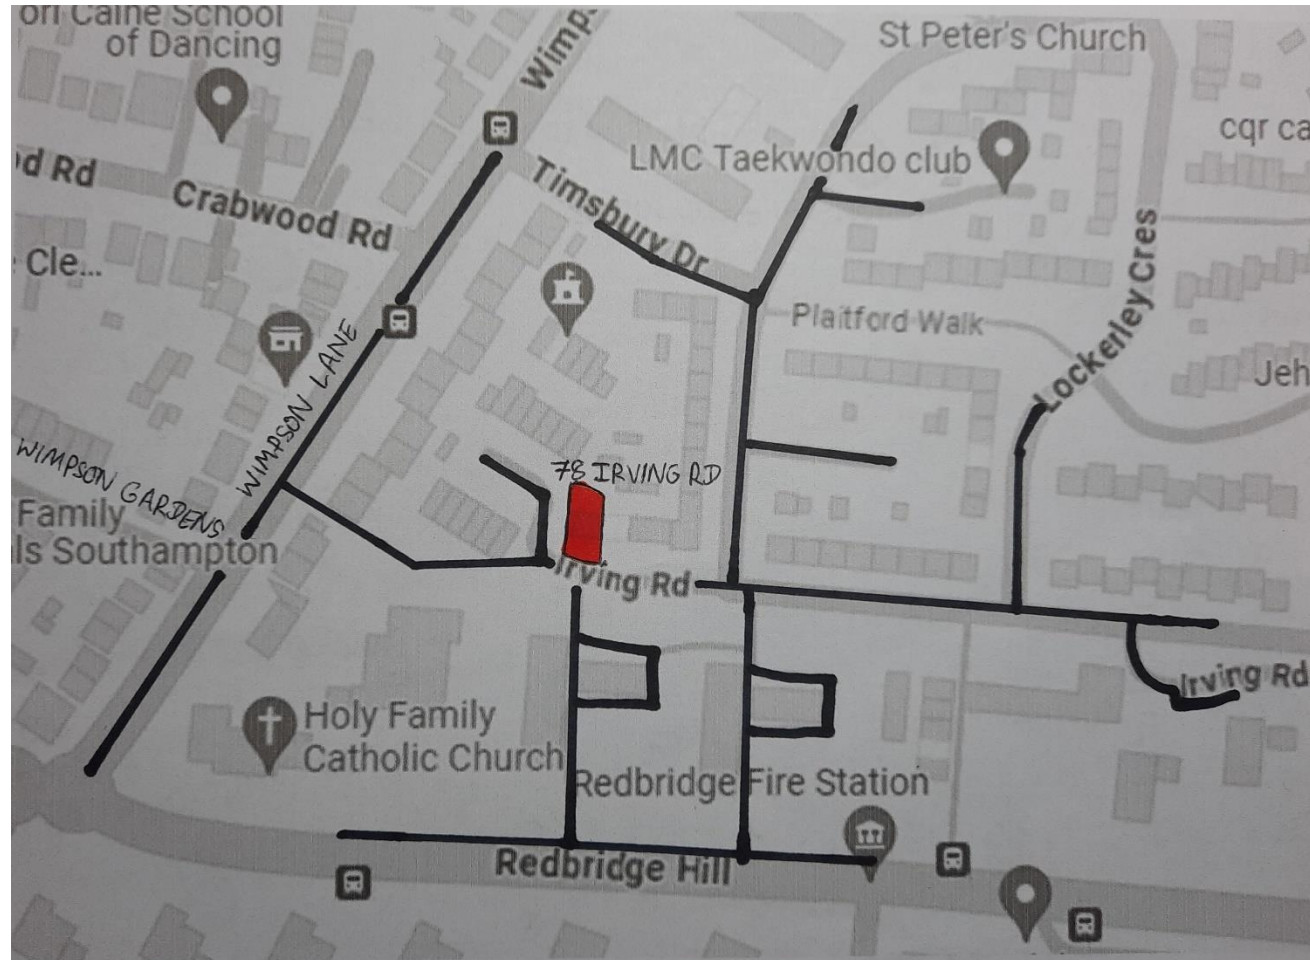 ori Caine School
of Dancing
Wimps
St Peter's Church
cqr ca
LMC Taekwondo club
od Rd
Crabwood Rd
Timsbury Dr
Cle...
Plaitford Walk
Lockerley Cres
Jeh
WIMPSON LANE
WIMPSON GARDENS
78 IRVING RD
Family
ls Southampton
Irving Rd
Irving Rd
Holy Family
Catholic Church
Redbridge Fire Station
Redbridge Hill